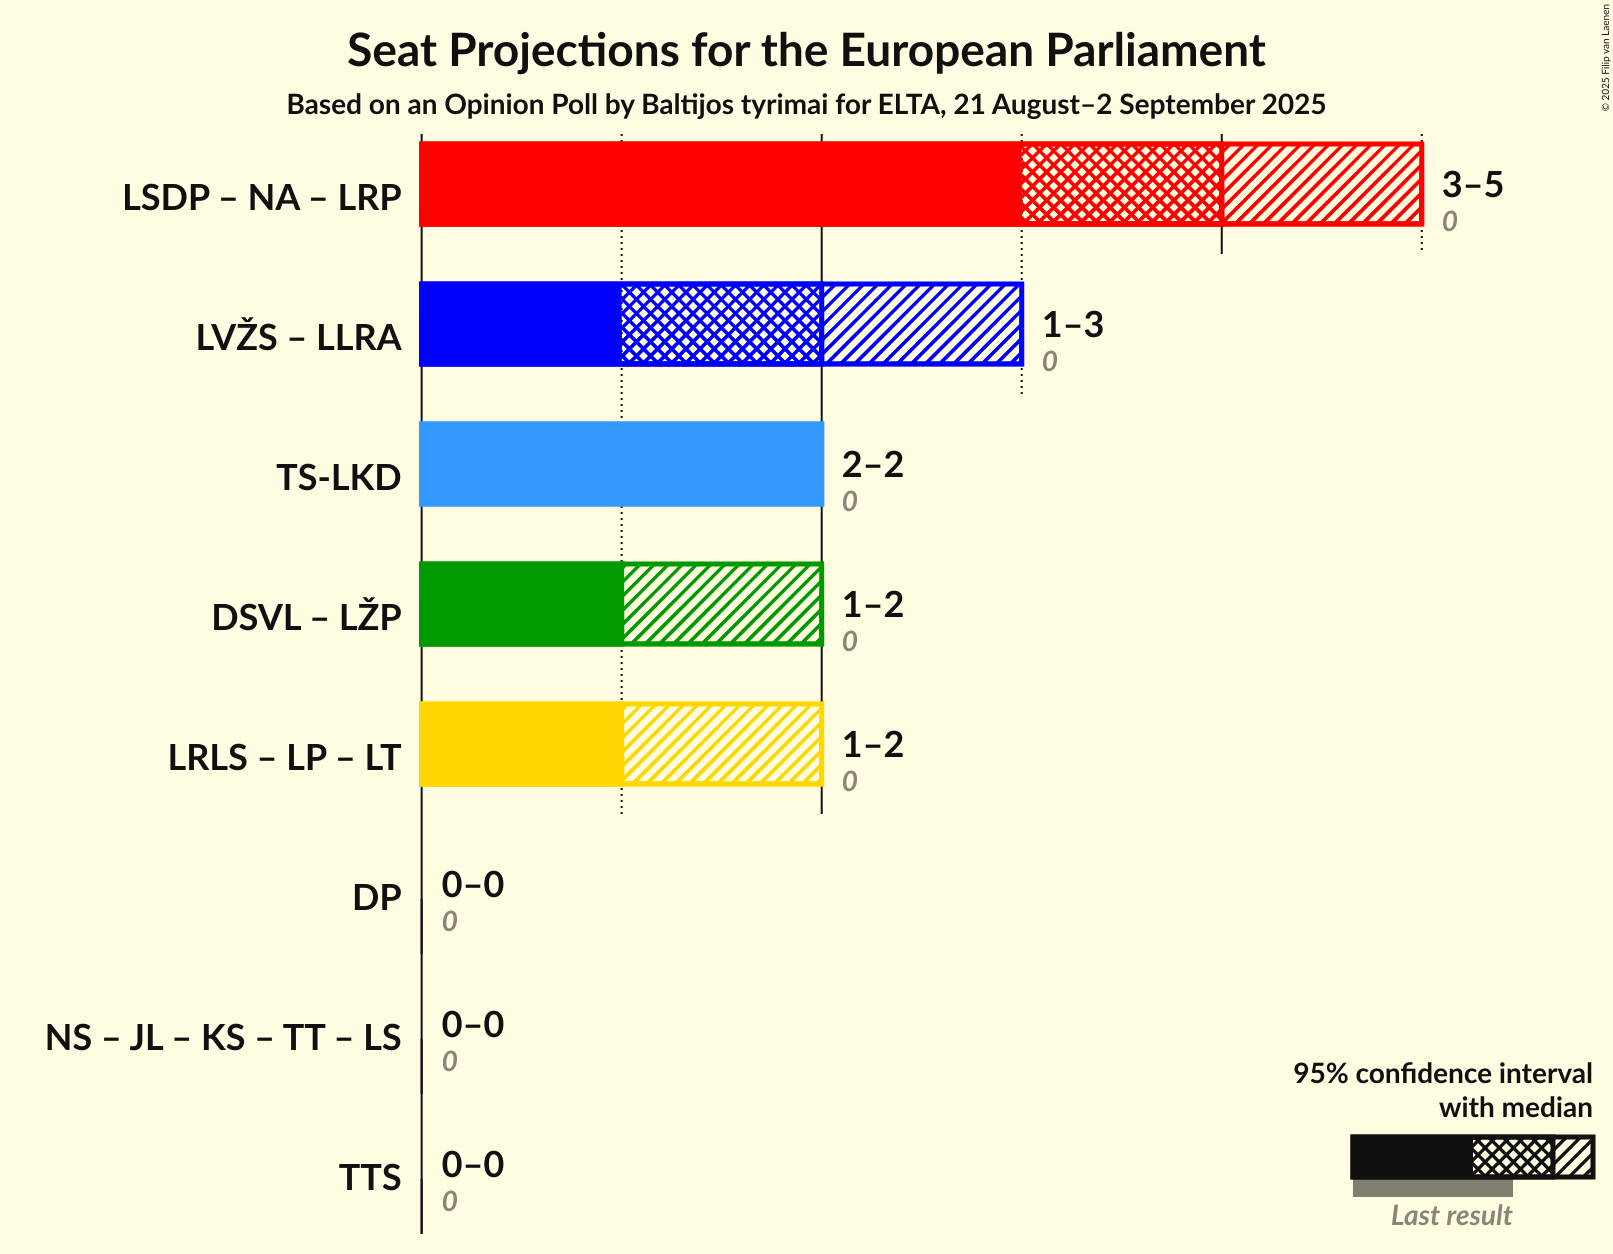 Seat Projections for the European Parliament
Based on an Opinion Poll by Baltijos tyrimai for ELTA, 21 August–2 September 2025
© 2025 Filip van Laenen
LSDP – NA – LRP
3–5
0
LVŽS – LLRA
1–3
0
TS-LKD
2–2
0
DSVL – LŽP
1–2
0
LRLS – LP – LT
1–2
0
DP
0–0
0
NS – JL – KS – TT – LS
0–0
0
TTS
0–0
0
95% confidence interval
with median
Last result